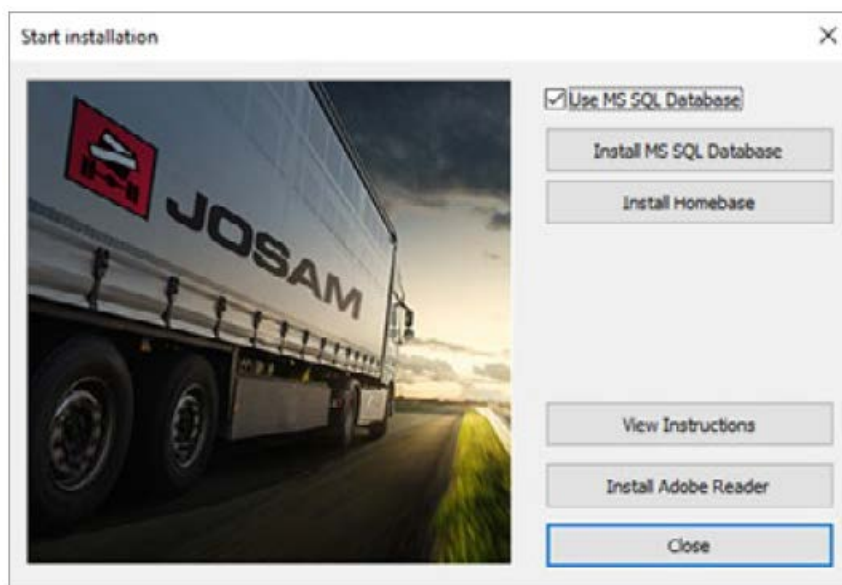 Start installation
Use MS SQL Database
Install MS SQL Database
Install Homebase
JOSAM
View Instructions
Install Adobe Reader
Close